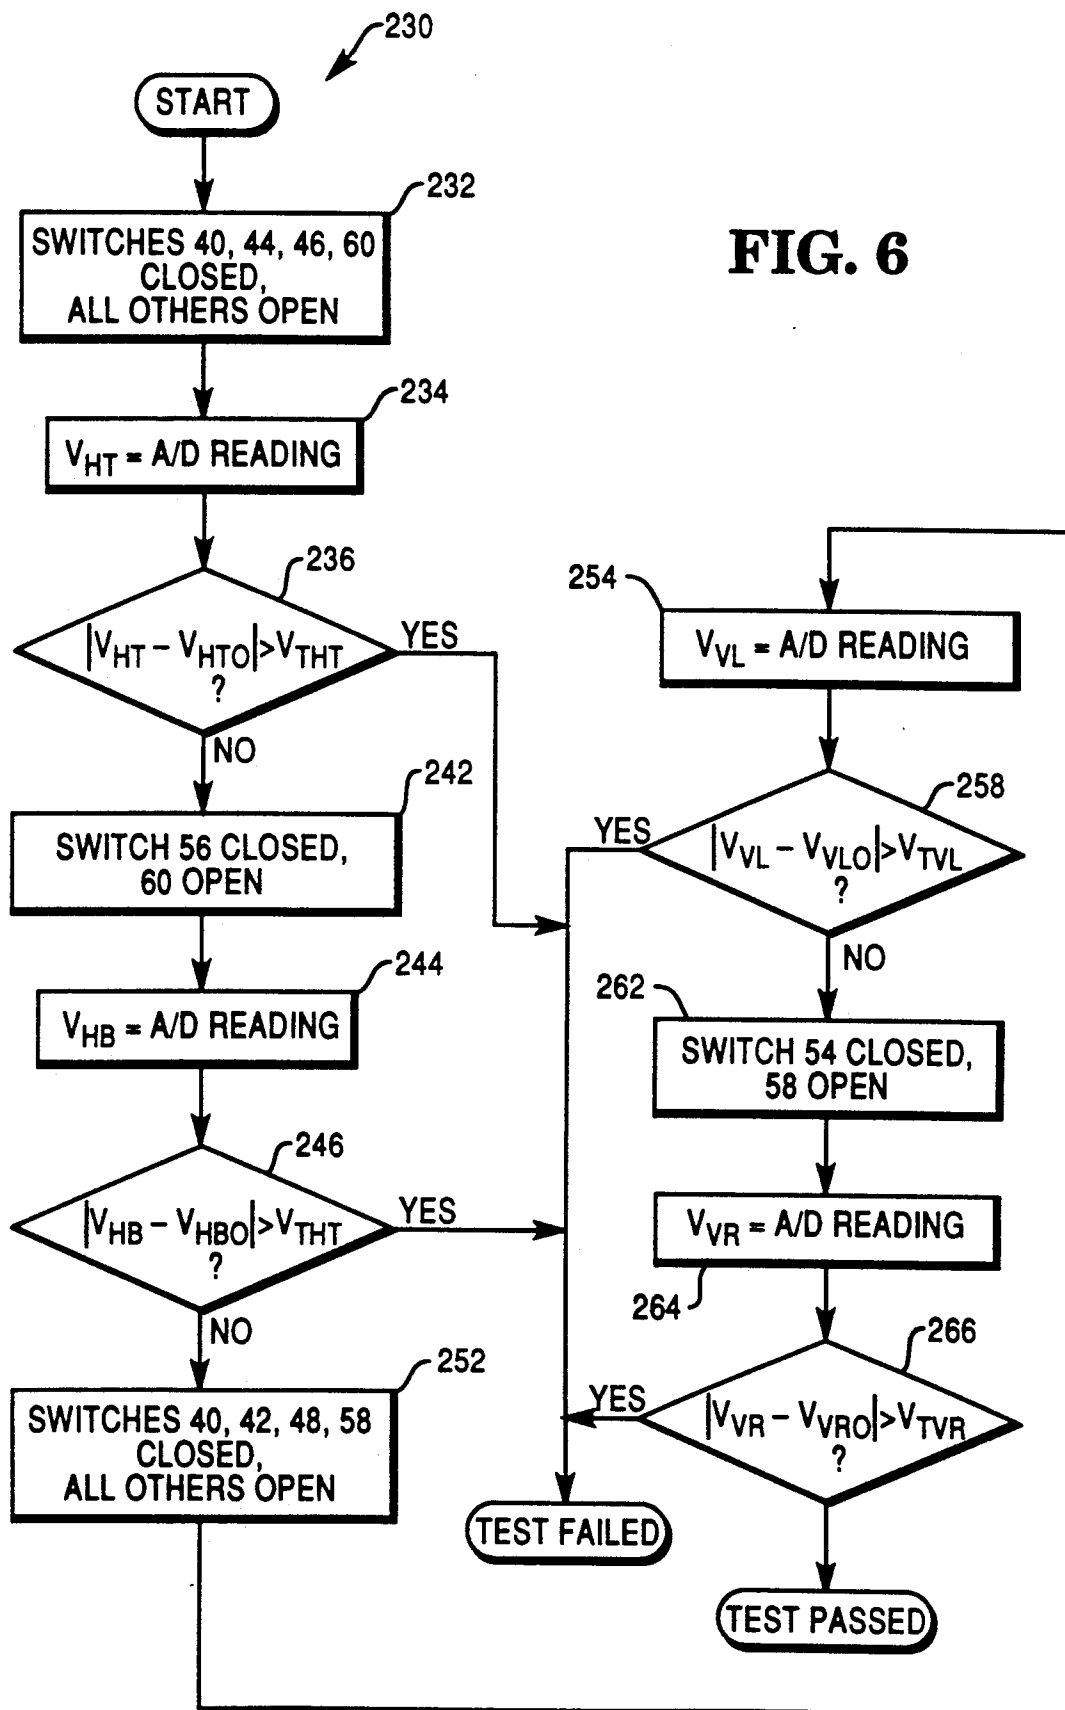 230
START
232
SWITCHES 40, 44, 46, 60
CLOSED,
ALL OTHERS OPEN
FIG. 6
234
V_HT = A/D READING
236
|V_HT – V_HTO|>V_THT
?
YES
NO
242
SWITCH 56 CLOSED,
60 OPEN
244
V_HB = A/D READING
246
|V_HB – V_HBO|>V_THT
?
YES
NO
252
SWITCHES 40, 42, 48, 58
CLOSED,
ALL OTHERS OPEN
254
V_VL = A/D READING
258
YES
|V_VL – V_VLO|>V_TVL
?
NO
262
SWITCH 54 CLOSED,
58 OPEN
V_VR = A/D READING
264
266
YES
|V_VR – V_VRO|>V_TVR
?
TEST FAILED
TEST PASSED